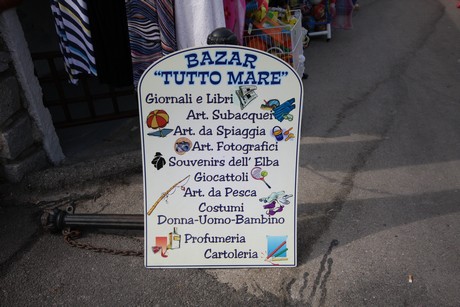 BAZAR
"TUTTO MARE"
Giornali e Libri
Art. Subacquei
Art. da Spiaggia
Art. Fotografici
Souvenirs dell' Elba
Giocattoli
Art. da Pesca
Costumi
Donna-Uomo-Bambino
Profumeria
Cartoleria